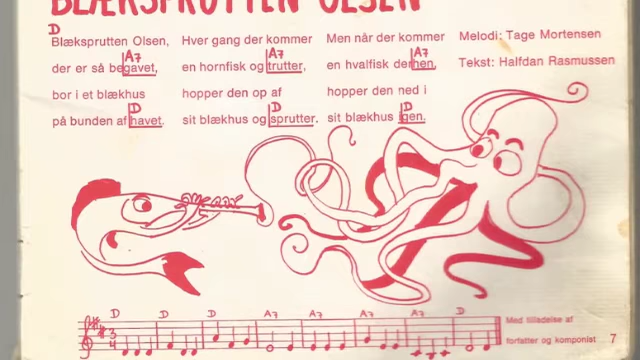 BLÆKSPRUTTEN OLSEN
D
Blæksprutten Olsen,
A7
der er så begavet,
bor i et blækhus
D
på bunden af havet.
Hver gang der kommer
A7
en hornfisk og trutter,
hopper den op af
D
sit blækhus og sprutter.
Men når der kommer
A7
en hvalfisk derhen,
hopper den ned i
D
sit blækhus igen.
Melodi: Tage Mortensen
Tekst: Halfdan Rasmussen
D D D A7 A7 A7 A7 D
3
4
Med tilladelse af
forfatter og komponist 7